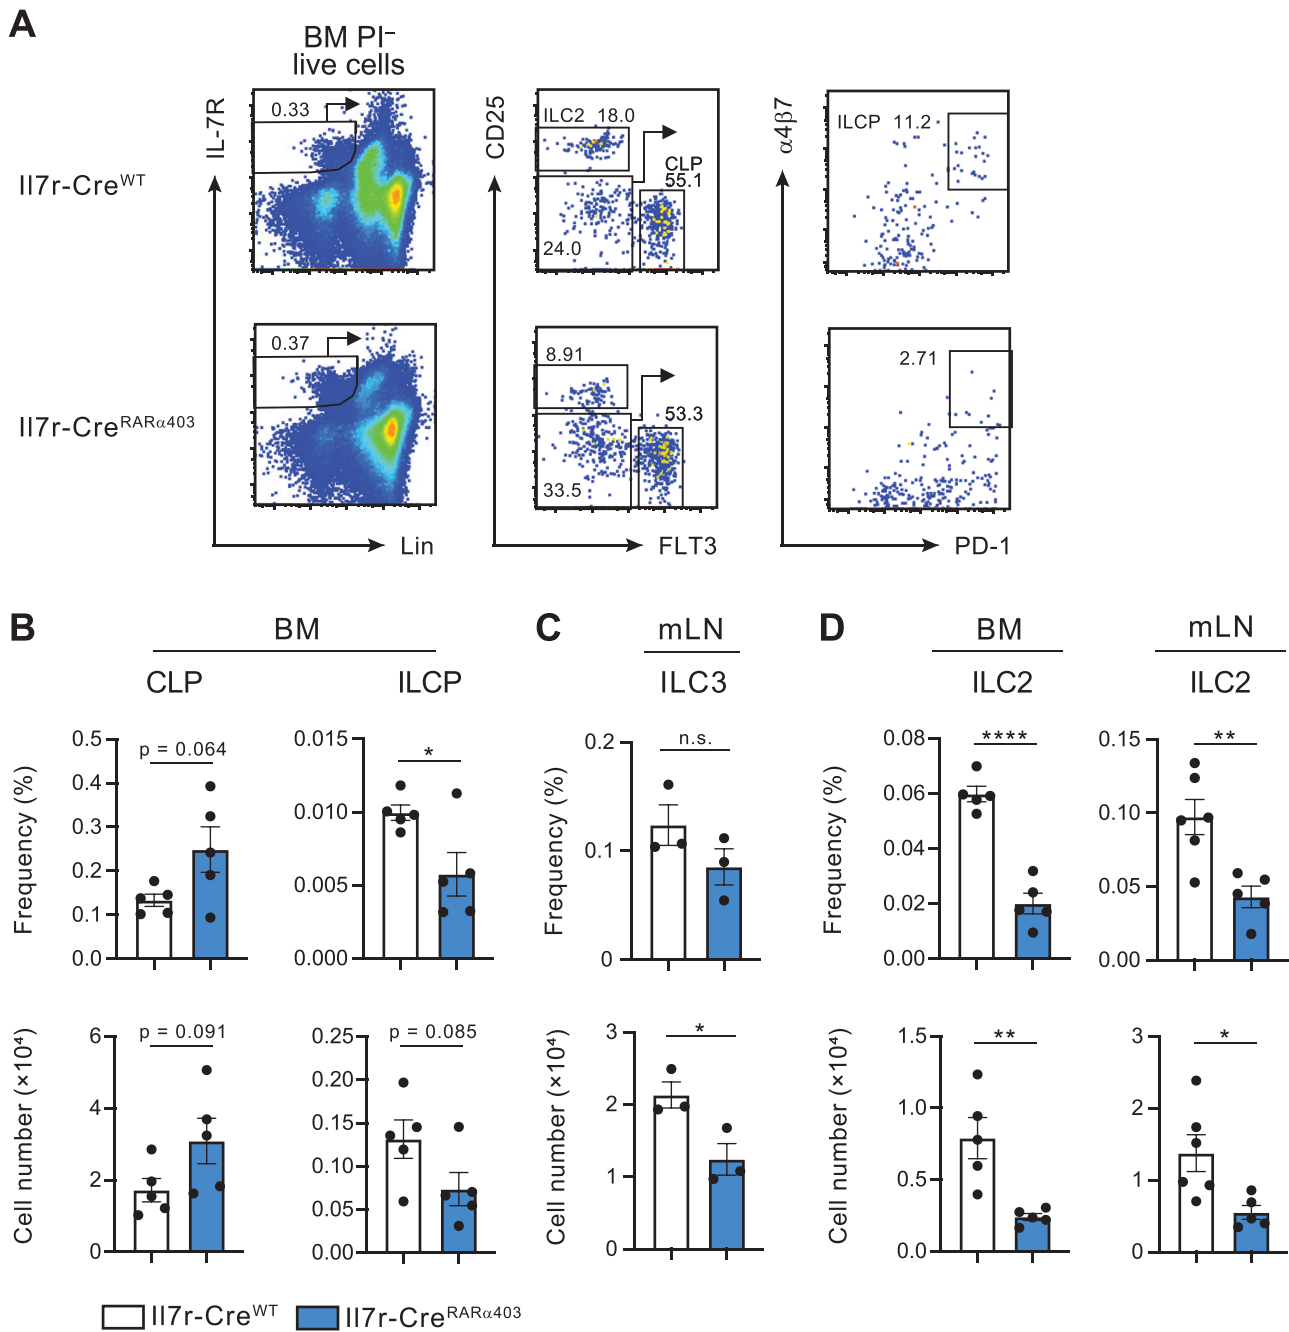 A
BM PI⁻
live cells
IL-7R
0.33
CD25
ILC2 18.0
CLP
55.1
24.0
α4β7
ILCP 11.2
Il7r-Creᵂᵀ
0.37
8.91
53.3
33.5
2.71
Il7r-Cre^RARα403
Lin
FLT3
PD-1
B
BM
CLP
ILCP
C
mLN
ILC3
D
BM
ILC2
mLN
ILC2
Frequency (%)
0.5
0.4
0.3
0.2
0.1
0.0
p = 0.064
0.015
0.010
0.005
0.000
*
Frequency (%)
0.2
0.1
0
n.s.
Frequency (%)
0.08
0.06
0.04
0.02
0.00
****
0.15
0.10
0.05
0.00
**
Cell number (×10⁴)
6
4
2
0
p = 0.091
0.25
0.20
0.15
0.10
0.05
0.00
p = 0.085
Cell number (×10⁴)
3
2
1
0
*
Cell number (×10⁴)
1.5
1.0
0.5
0.0
**
3
2
1
0
*
Il7r-Creᵂᵀ
Il7r-Cre^RARα403